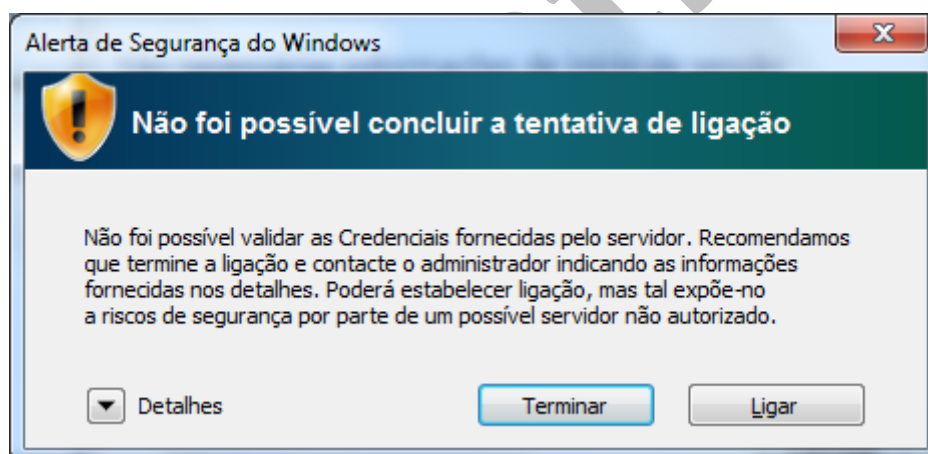 Alerta de Segurança do Windows
Não foi possível concluir a tentativa de ligação
Não foi possível validar as Credenciais fornecidas pelo servidor. Recomendamos
que termine a ligação e contacte o administrador indicando as informações
fornecidas nos detalhes. Poderá estabelecer ligação, mas tal expõe-no
a riscos de segurança por parte de um possível servidor não autorizado.
Detalhes
Terminar
Ligar